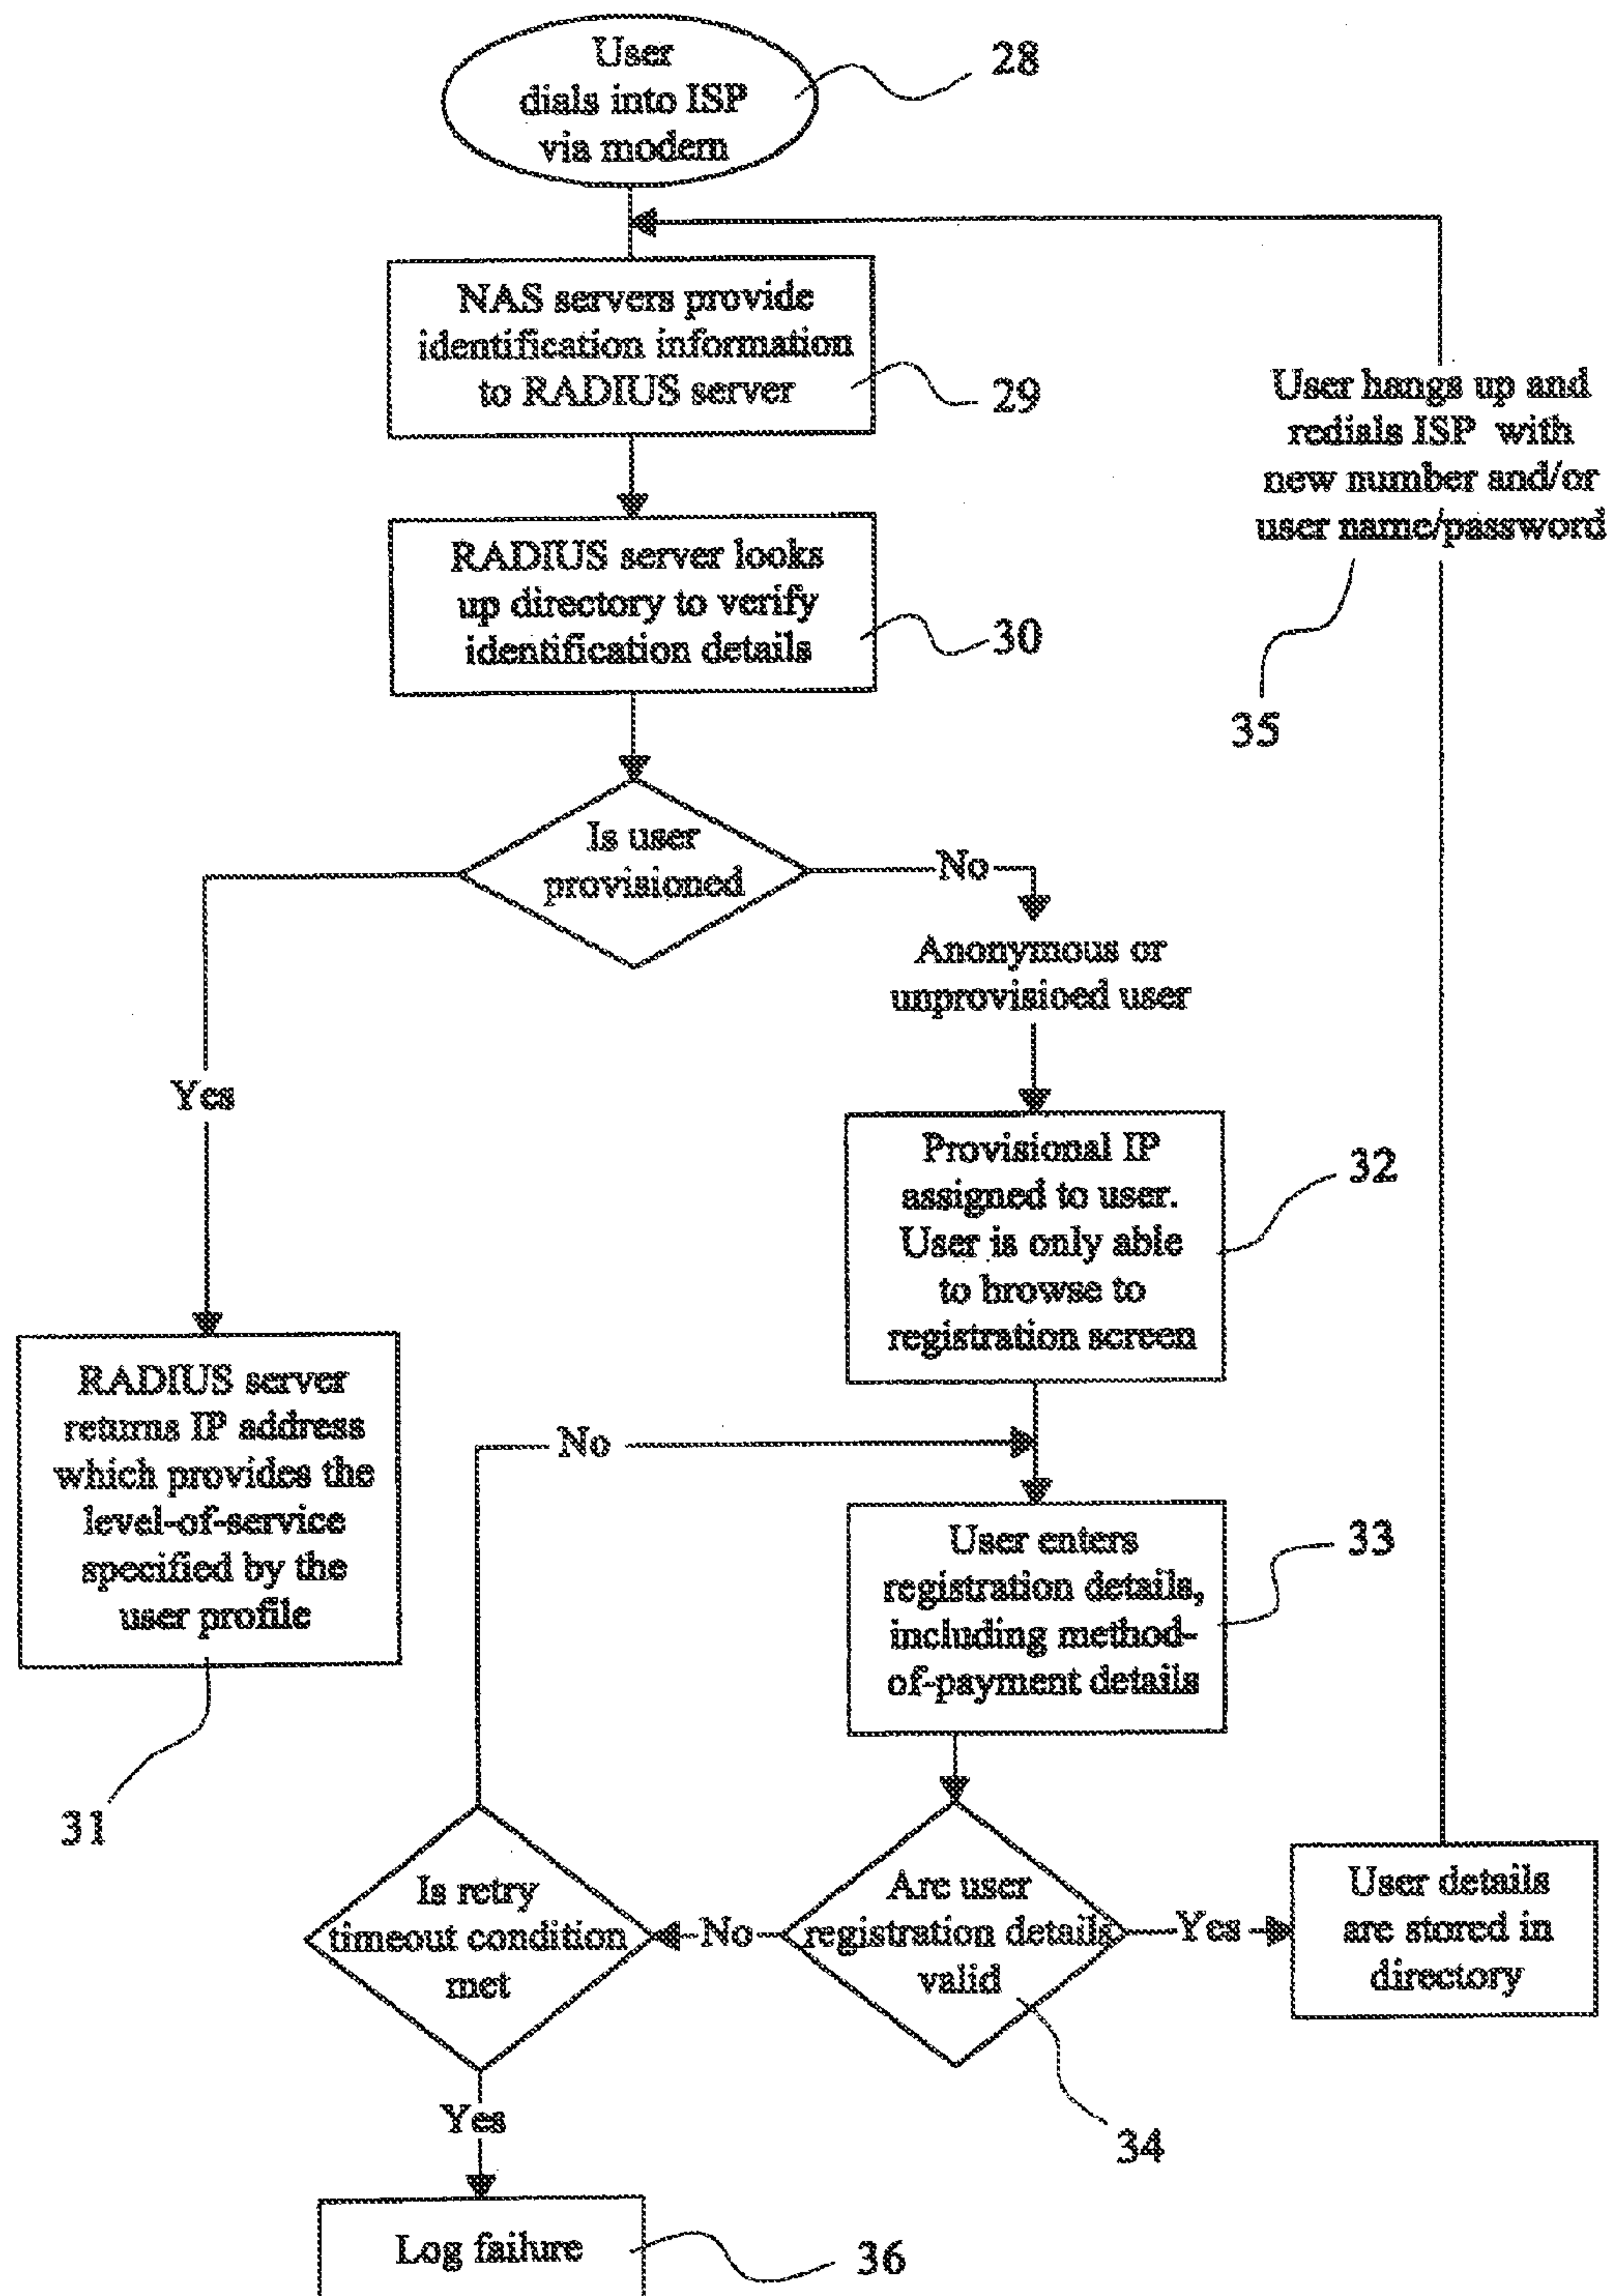 User
dials into ISP
via modem
28
NAS servers provide
identification information
to RADIUS server
29
User hangs up and
redials ISP with
new number and/or
user name/password
35
RADIUS server looks
up directory to verify
identification details
30
Is user
provisioned
No
Anonymous or
unprovisioed user
Yes
Provisional IP
assigned to user.
User is only able
to browse to
registration screen
32
RADIUS server
returns IP address
which provides the
level-of-service
specified by the
user profile
31
No
User enters
registration details,
including method-
of-payment details
33
Is retry
timeout condition
met
No
Are user
registration details
valid
34
Yes
User details
are stored in
directory
Yes
Log failure
36